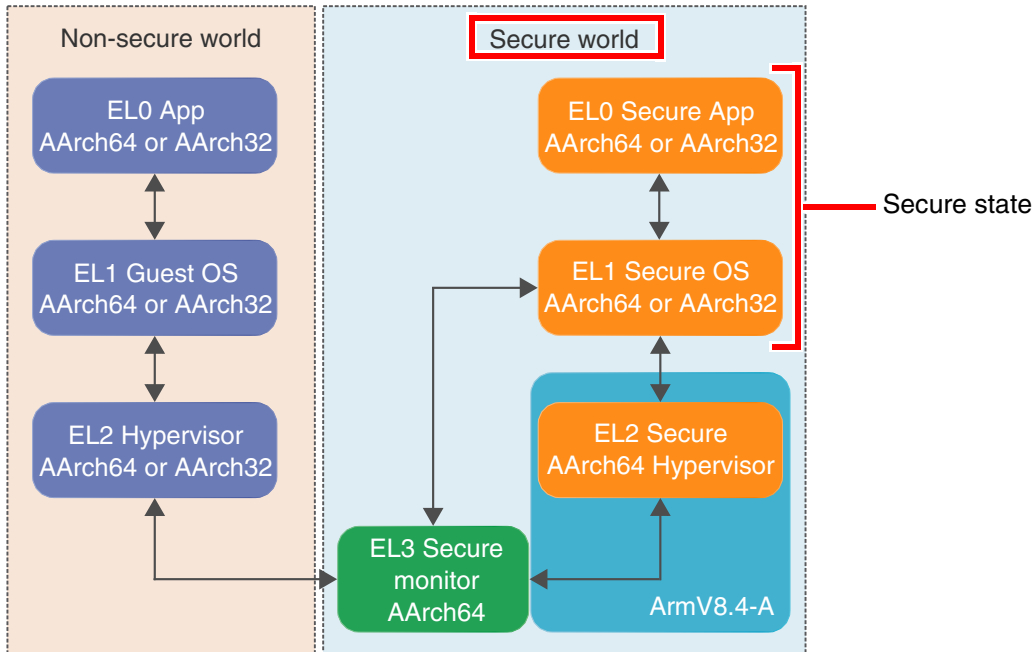 Non-secure world
Secure world
EL0 App
AArch64 or AArch32
EL0 Secure App
AArch64 or AArch32
Secure state
EL1 Guest OS
AArch64 or AArch32
EL1 Secure OS
AArch64 or AArch32
EL2 Hypervisor
AArch64 or AArch32
EL2 Secure
AArch64 Hypervisor
EL3 Secure
monitor
AArch64
ArmV8.4-A